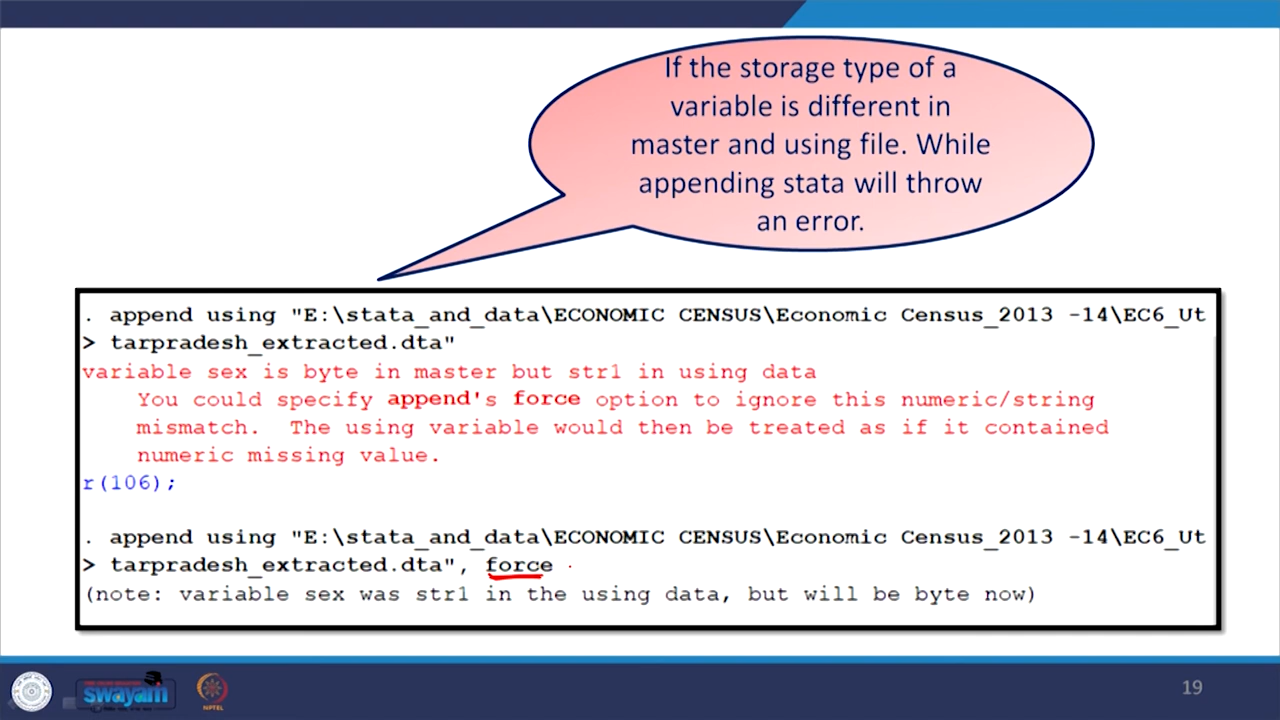 If the storage type of a
variable is different in
master and using file. While
appending stata will throw
an error.
. append using "E:\stata_and_data\ECONOMIC CENSUS\Economic Census_2013 -14\EC6_Ut
> tarpradesh_extracted.dta"
variable sex is byte in master but str1 in using data
You could specify append's force option to ignore this numeric/string
mismatch. The using variable would then be treated as if it contained
numeric missing value.
r(106);
. append using "E:\stata_and_data\ECONOMIC CENSUS\Economic Census_2013 -14\EC6_Ut
> tarpradesh_extracted.dta", force
(note: variable sex was str1 in the using data, but will be byte now)
swayam
NPTEL
19